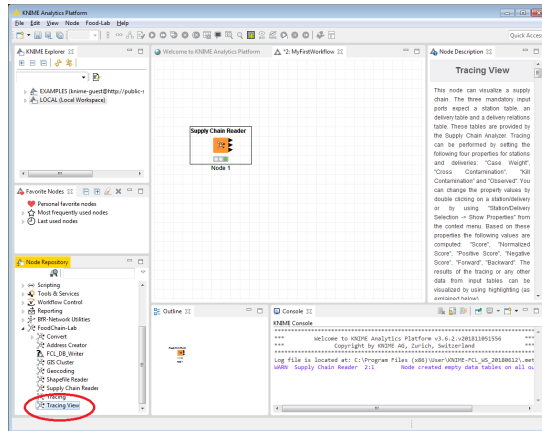 KNIME Analytics Platform
File Edit View Node Food-Lab Help
Quick Access
KNIME Explorer
EXAMPLES (knime-guest@http://public-s
LOCAL (Local Workspace)
Favorite Nodes
Personal favorite nodes
Most frequently used nodes
Last used nodes
Node Repository
Scripting
Tools & Services
Workflow Control
Reporting
BfR-Network Utilities
FoodChain-Lab
Convert
Address Creator
FCL_DB_Writer
GIS Cluster
Geocoding
Shapefile Reader
Supply Chain Reader
Tracing
Tracing View
Welcome to KNIME Analytics Platform
*2: MyFirstWorkflow
Supply Chain Reader
Node 1
Outline
Console
KNIME Console
*** Welcome to KNIME Analytics Platform v3.6.2.v201811051556 ***
*** Copyright by KNIME AG, Zurich, Switzerland ***
Log file is located at: C:\Program Files (x86)\User\KNIME-FCL_WS_20180612\.met
WARN Supply Chain Reader 2:1 Node created empty data tables on all ou
Node Description
Tracing View
This node can visualize a supply
chain. The three mandatory input
ports expect a station table, an
delivery table and a delivery relations
table. These tables are provided by
the Supply Chain Analyzer. Tracing
can be performed by setting the
following four properties for stations
and deliveries: "Case Weight",
"Cross Contamination", "Kill
Contamination" and "Observed". You
can change the property values by
double clicking on a station/delivery
or by using "Station/Delivery
Selection -> Show Properties" from
the context menu. Based on these
properties the following values are
computed: "Score", "Normalized
Score", "Positive Score", "Negative
Score", "Forward", "Backward". The
results of the tracing or any other
data from input tables can be
visualized by using highlighting (as
explained below)